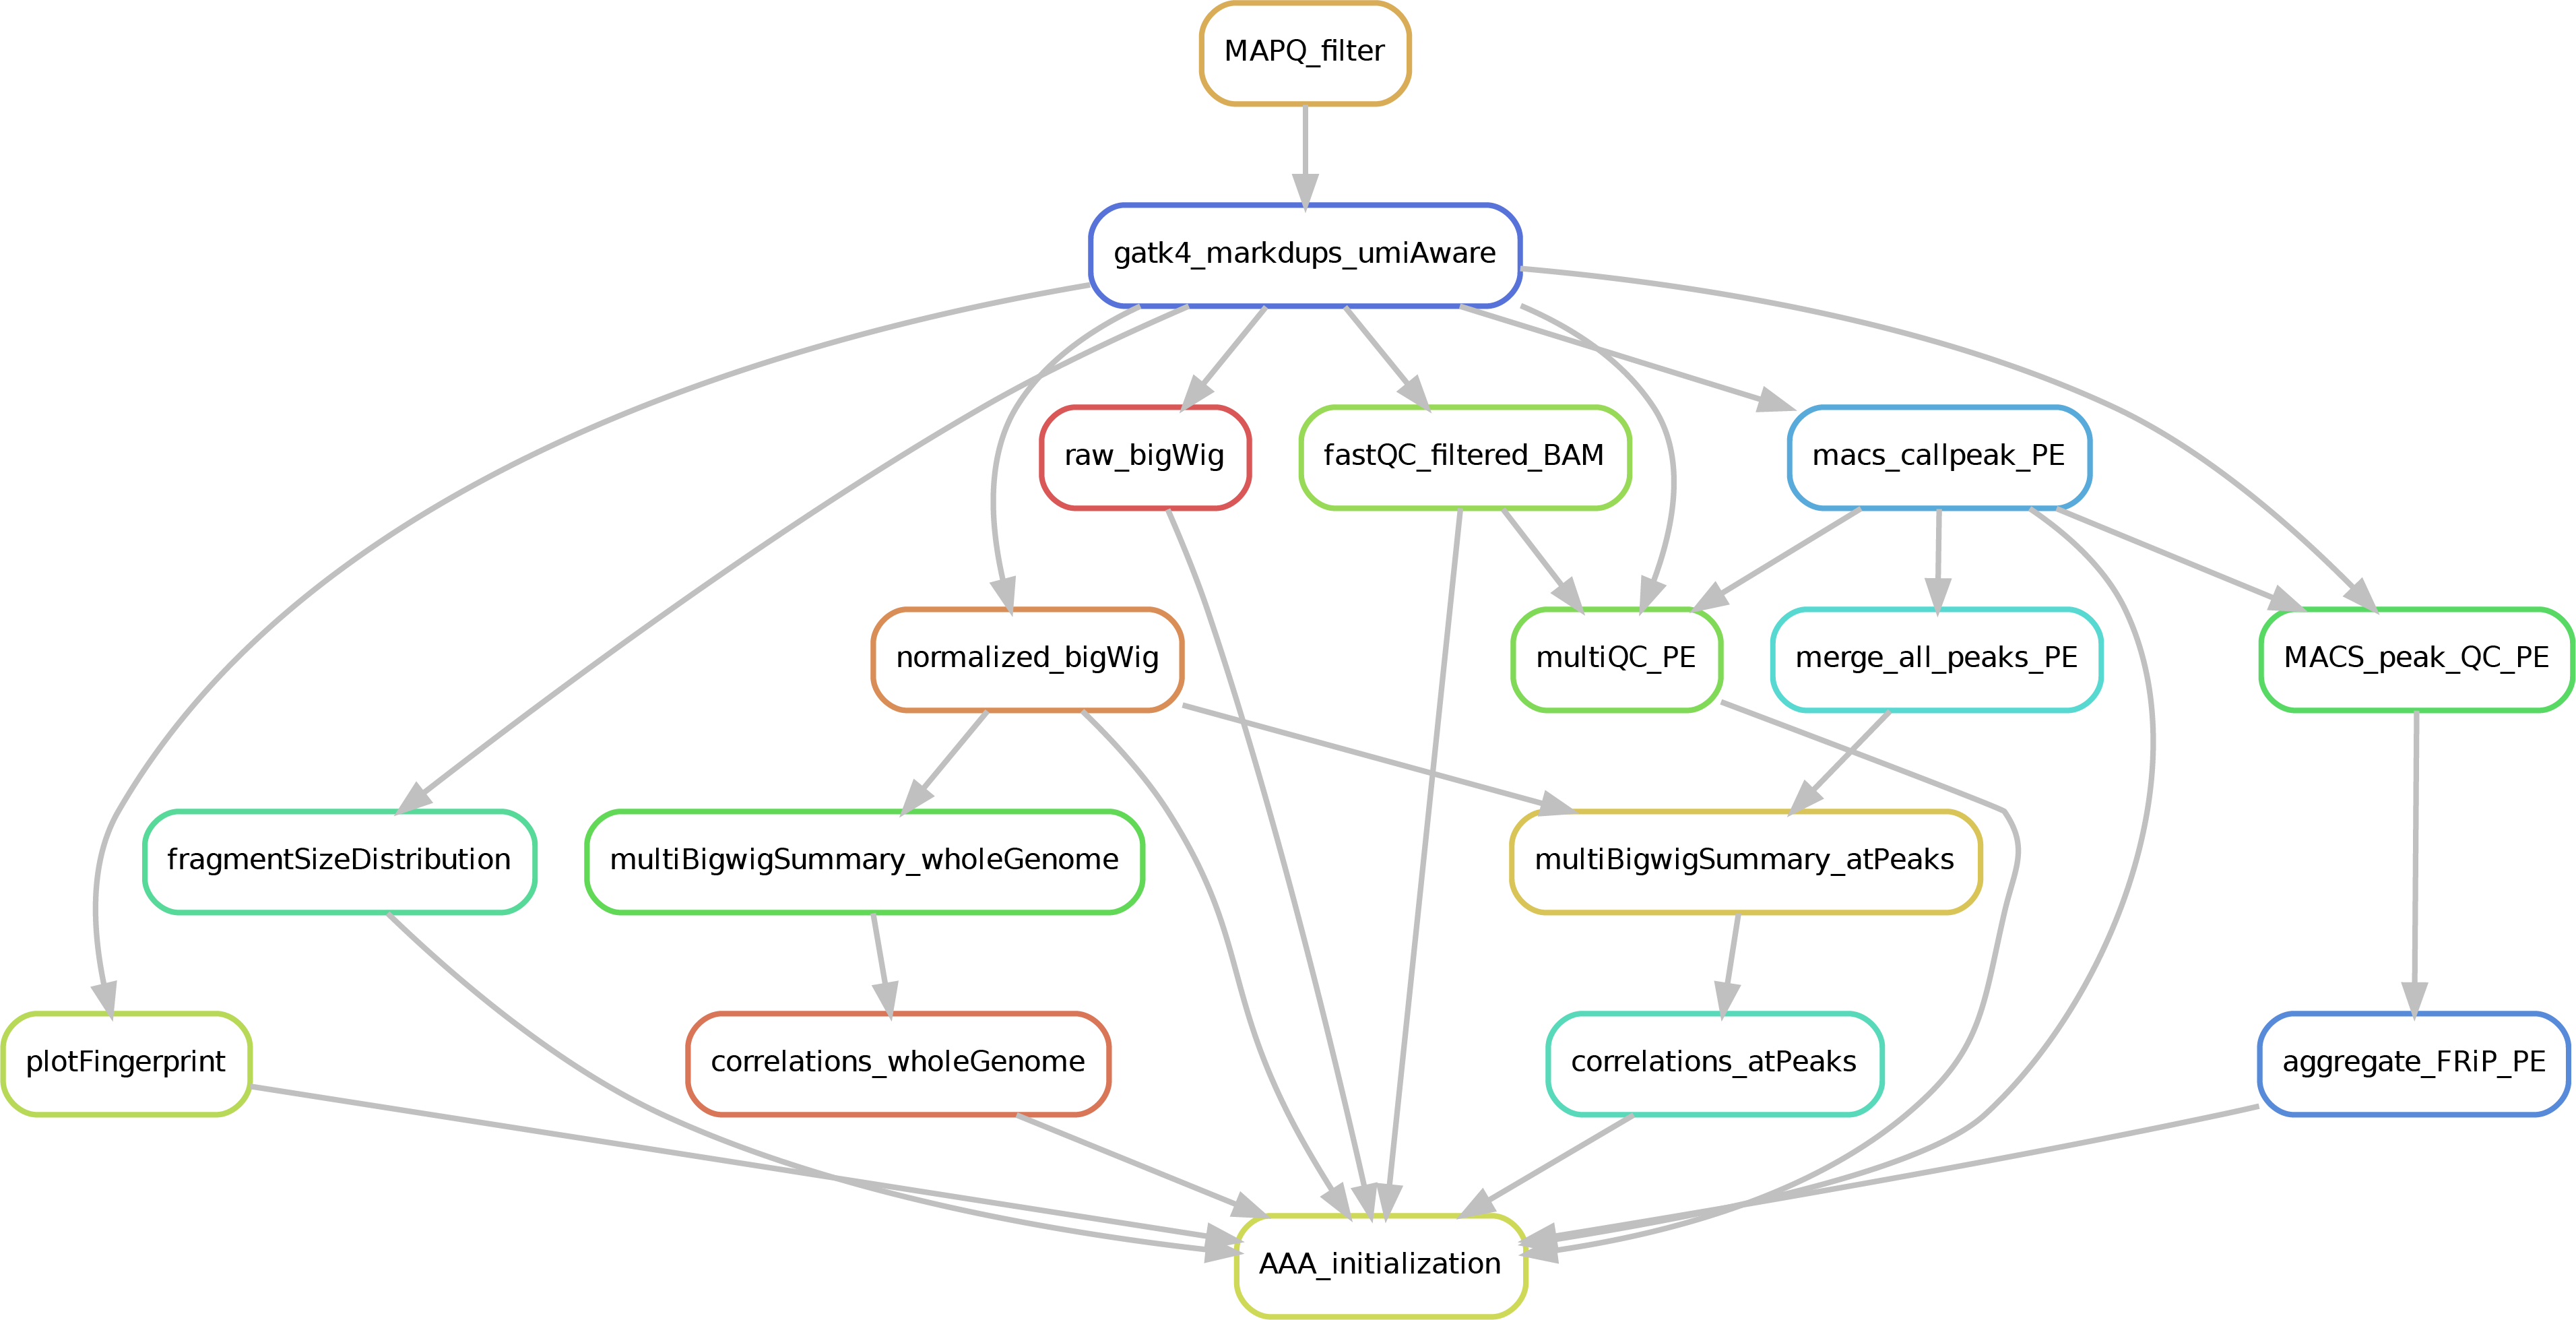 MAPQ_filter
gatk4_markdups_umiAware
raw_bigWig
fastQC_filtered_BAM
macs_callpeak_PE
normalized_bigWig
multiQC_PE
merge_all_peaks_PE
MACS_peak_QC_PE
fragmentSizeDistribution
multiBigwigSummary_wholeGenome
multiBigwigSummary_atPeaks
plotFingerprint
correlations_wholeGenome
correlations_atPeaks
aggregate_FRiP_PE
AAA_initialization